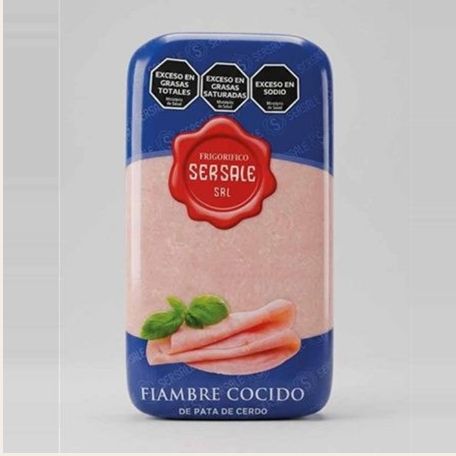 EXCESO EN
GRASAS
TOTALES
Ministerio
de Salud
EXCESO EN
GRASAS
SATURADAS
Ministerio
de Salud
EXCESO EN
SODIO
Ministerio
de Salud
FRIGORIFICO
SERSALE
SRL
FIAMBRE COCIDO
DE PATA DE CERDO